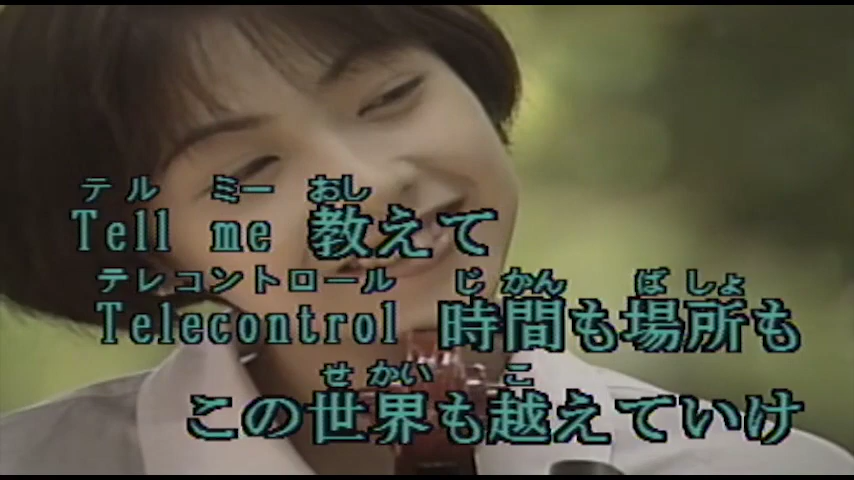 テル ミー おし
Tell me 教えて
テレコントロール じ かん ば しょ
Telecontrol 時間も場所も
せ かい こ
この世界も越えていけ